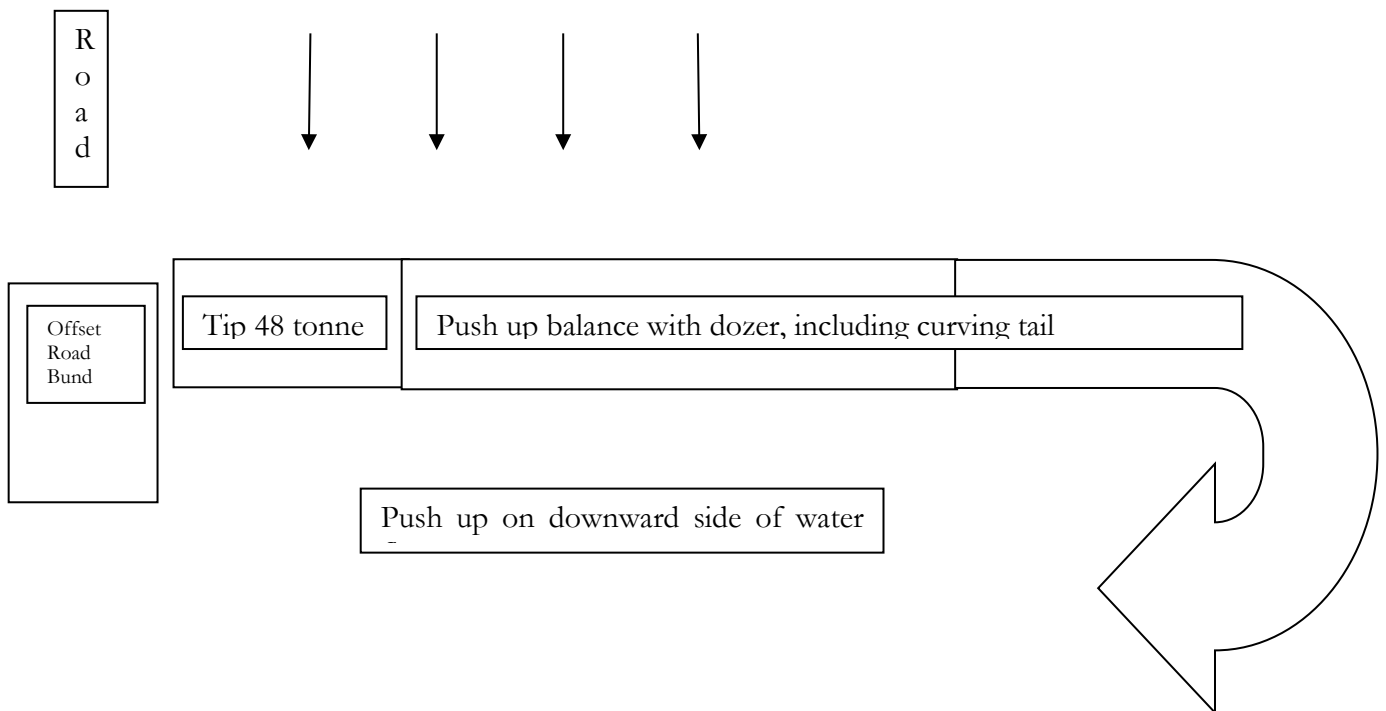 Road
Offset
Road
Bund
Tip 48 tonne
Push up balance with dozer, including curving tail
Push up on downward side of water